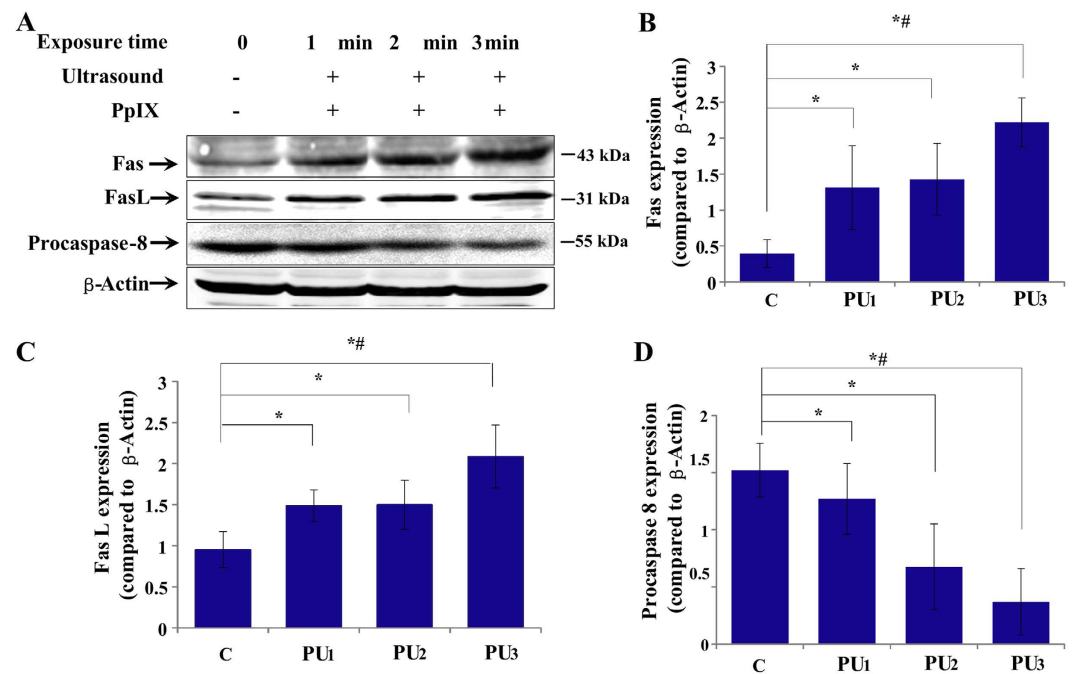 A
Exposure time 0 1 min 2 min 3min
Ultrasound - + + +
PpIX - + + +
Fas 43 kDa
FasL 31 kDa
Procaspase-8 55 kDa
β-Actin
B
*#
*
*
Fas expression
(compared to β-Actin)
3
2.5
2
1.5
1
0.5
0
C PU1 PU2 PU3
C
*#
*
*
Fas L expression
(compared to β-Actin)
3
2.5
2
1.5
1
0.5
0
C PU1 PU2 PU3
D
*#
*
*
Procaspase 8 expression
(compared to β-Actin)
2
1.5
1
0.5
0
C PU1 PU2 PU3